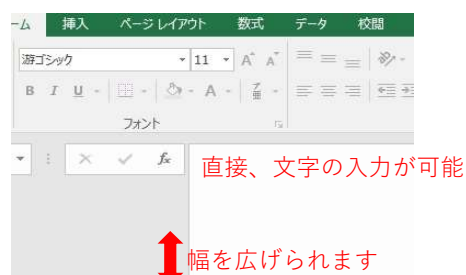 ーム 挿入 ページ レイアウト 数式 データ 校閲
游ゴシック 11 A A
B I U A ア亜
フォント
fx 直接、文字の入力が可能
幅を広げられます